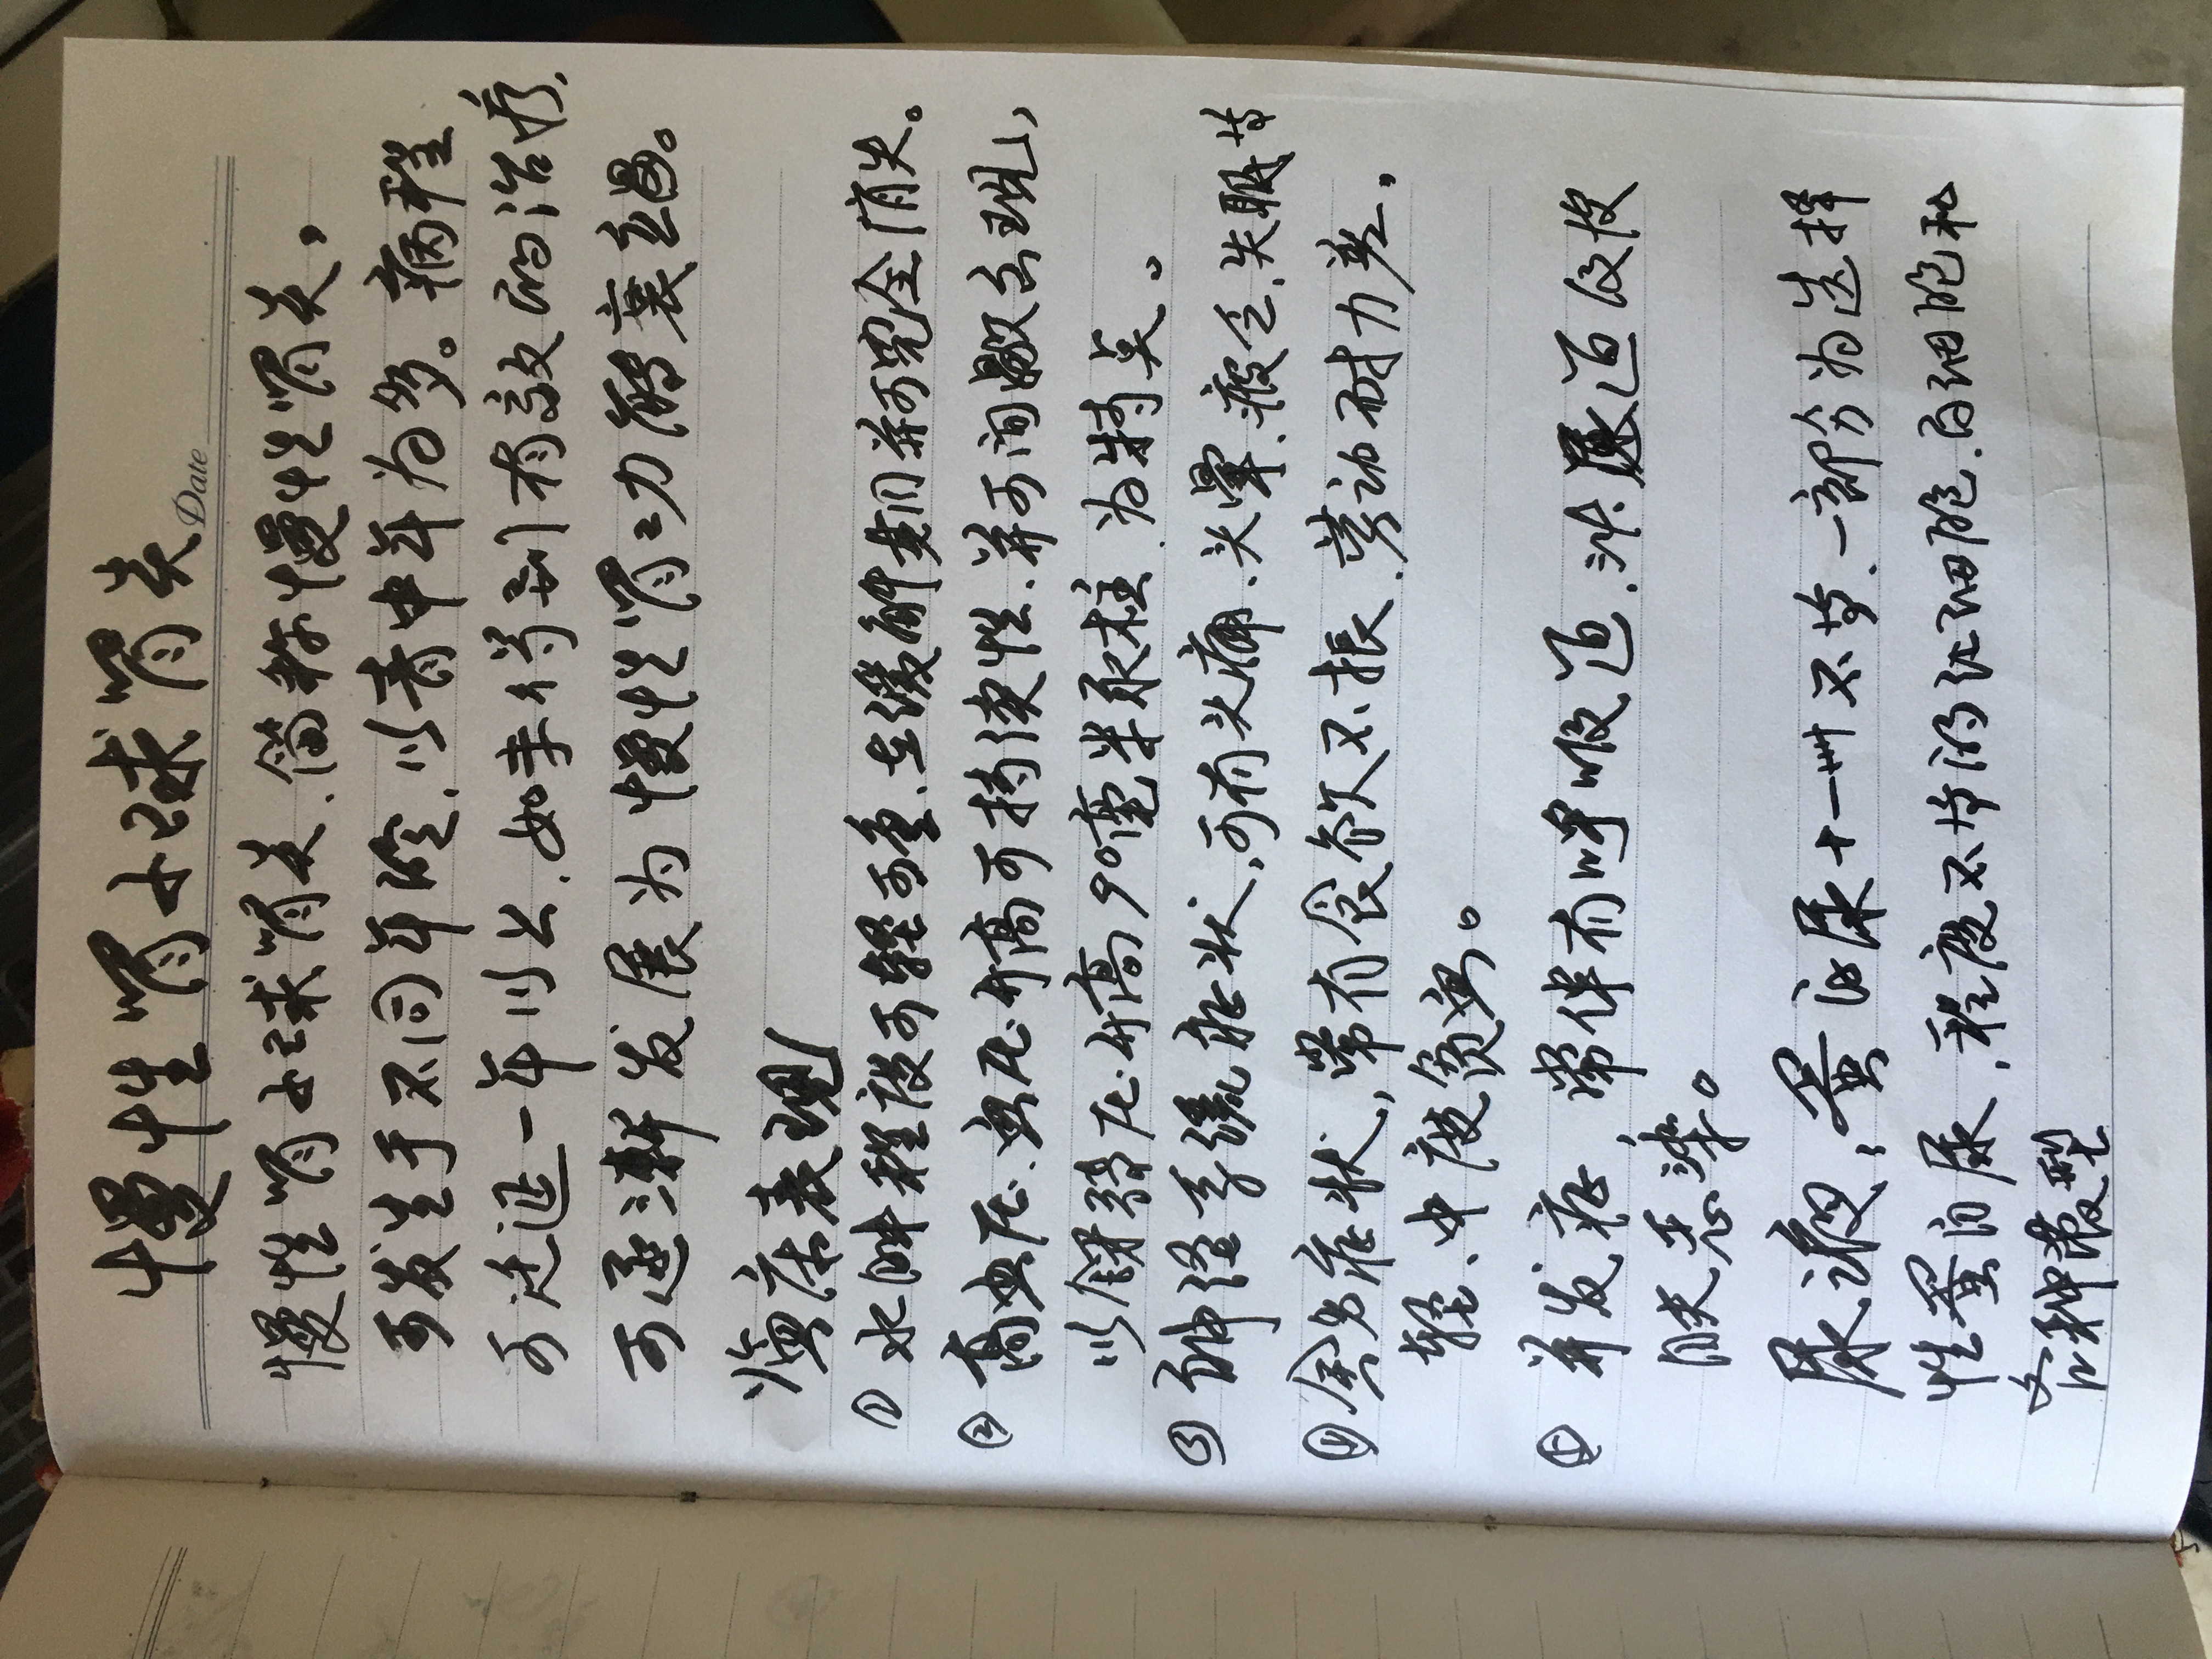 慢性肾小球肾炎
Date
慢性肾小球肾炎、简称慢性肾炎，
可发生于不同年龄，以青中年为多。病程
可迁延一年以上，如未得到有效的治疗，
可逐渐发展为慢性肾功能衰竭。
临床表现
① 水肿程度可轻可重、在缓解期并可完全消失。
② 高血压、血压升高可持续性、并可间歇出现，
以舒张压升高90毫米汞柱、为特点。
③ 神经系统症状，可有头痛、头晕、疲乏、失眠等
④ 全身症状，常有食欲不振、劳动耐力差，
轻、中度贫血。
⑤ 并发症，常伴有呼吸道、泌尿道及皮
肤感染。
尿液，蛋白尿+—卌不等、一部分为选择
性蛋白尿，程度不等的红细胞、白细胞和
各种管型